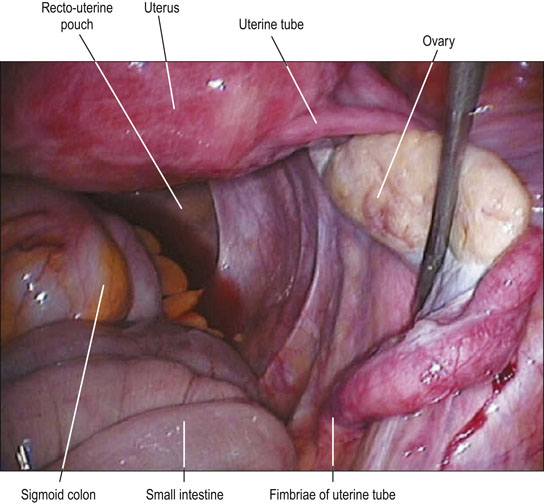 Recto-uterine
pouch
Uterus
Uterine tube
Ovary
Sigmoid colon
Small intestine
Fimbriae of uterine tube